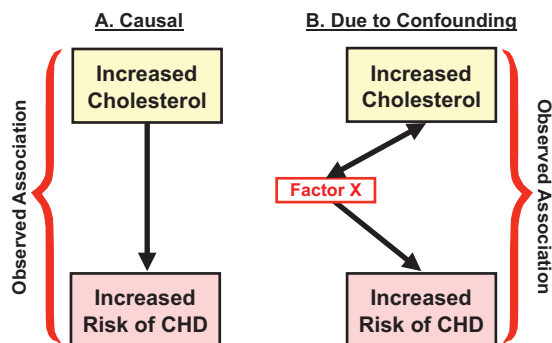 A. Causal
Increased
Cholesterol
Observed Association
Increased
Risk of CHD
B. Due to Confounding
Increased
Cholesterol
Factor X
Observed Association
Increased
Risk of CHD